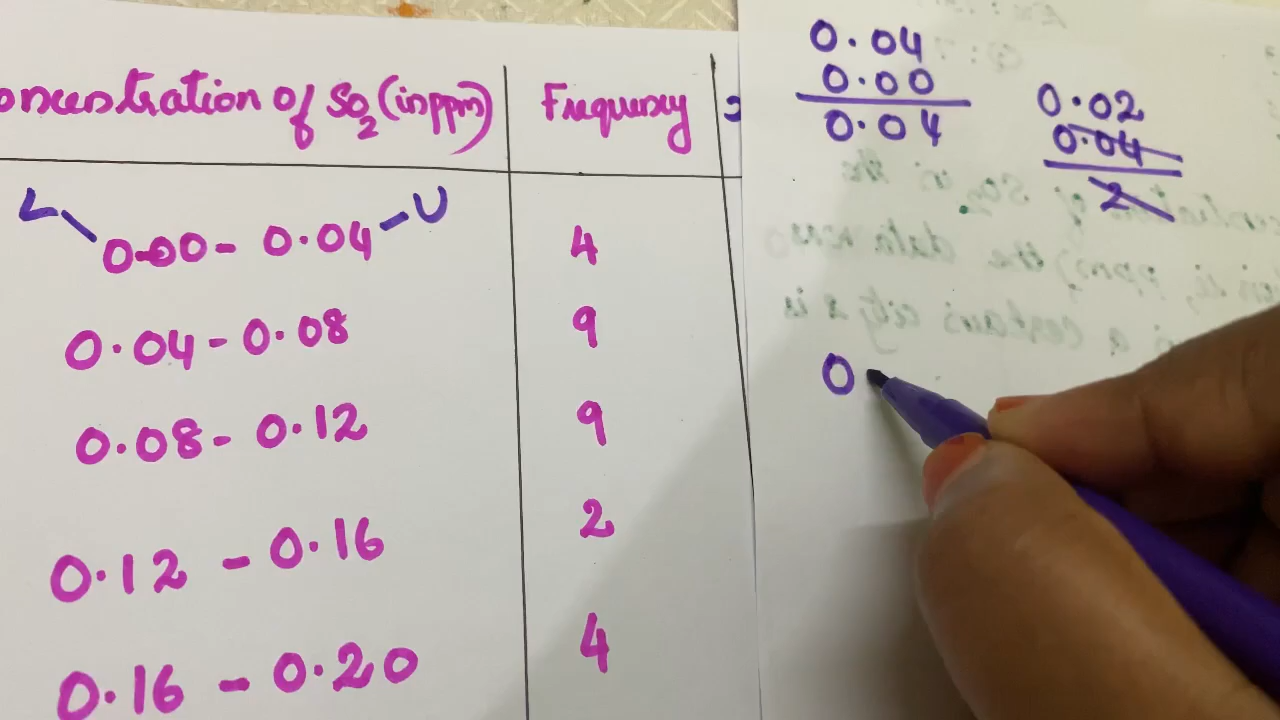 oncentration of SO2 (in ppm) Frequency
L U
0.00 - 0.04 4
0.04 - 0.08 9
0.08 - 0.12 9
0.12 - 0.16 2
0.16 - 0.20 4
0.04
0.00
0.04
0.02
0.04
2
0